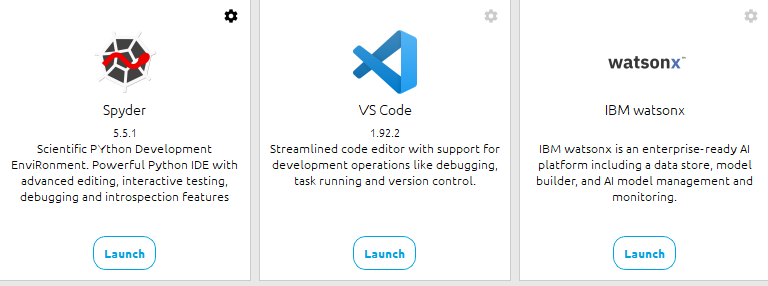 Spyder
5.5.1
Scientific PYthon Development
EnviRonment. Powerful Python IDE with
advanced editing, interactive testing,
debugging and introspection features
Launch
VS Code
1.92.2
Streamlined code editor with support for
development operations like debugging,
task running and version control.
Launch
watsonx™
IBM watsonx
IBM watsonx is an enterprise-ready AI
platform including a data store, model
builder, and AI model management and
monitoring.
Launch